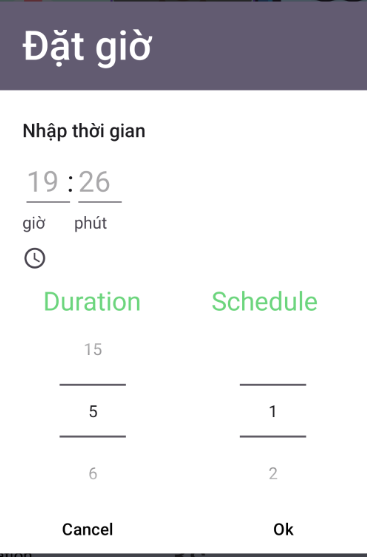 Đặt giờ
Nhập thời gian
19 : 26
giờ phút
Duration Schedule
15
5 1
6 2
Cancel Ok